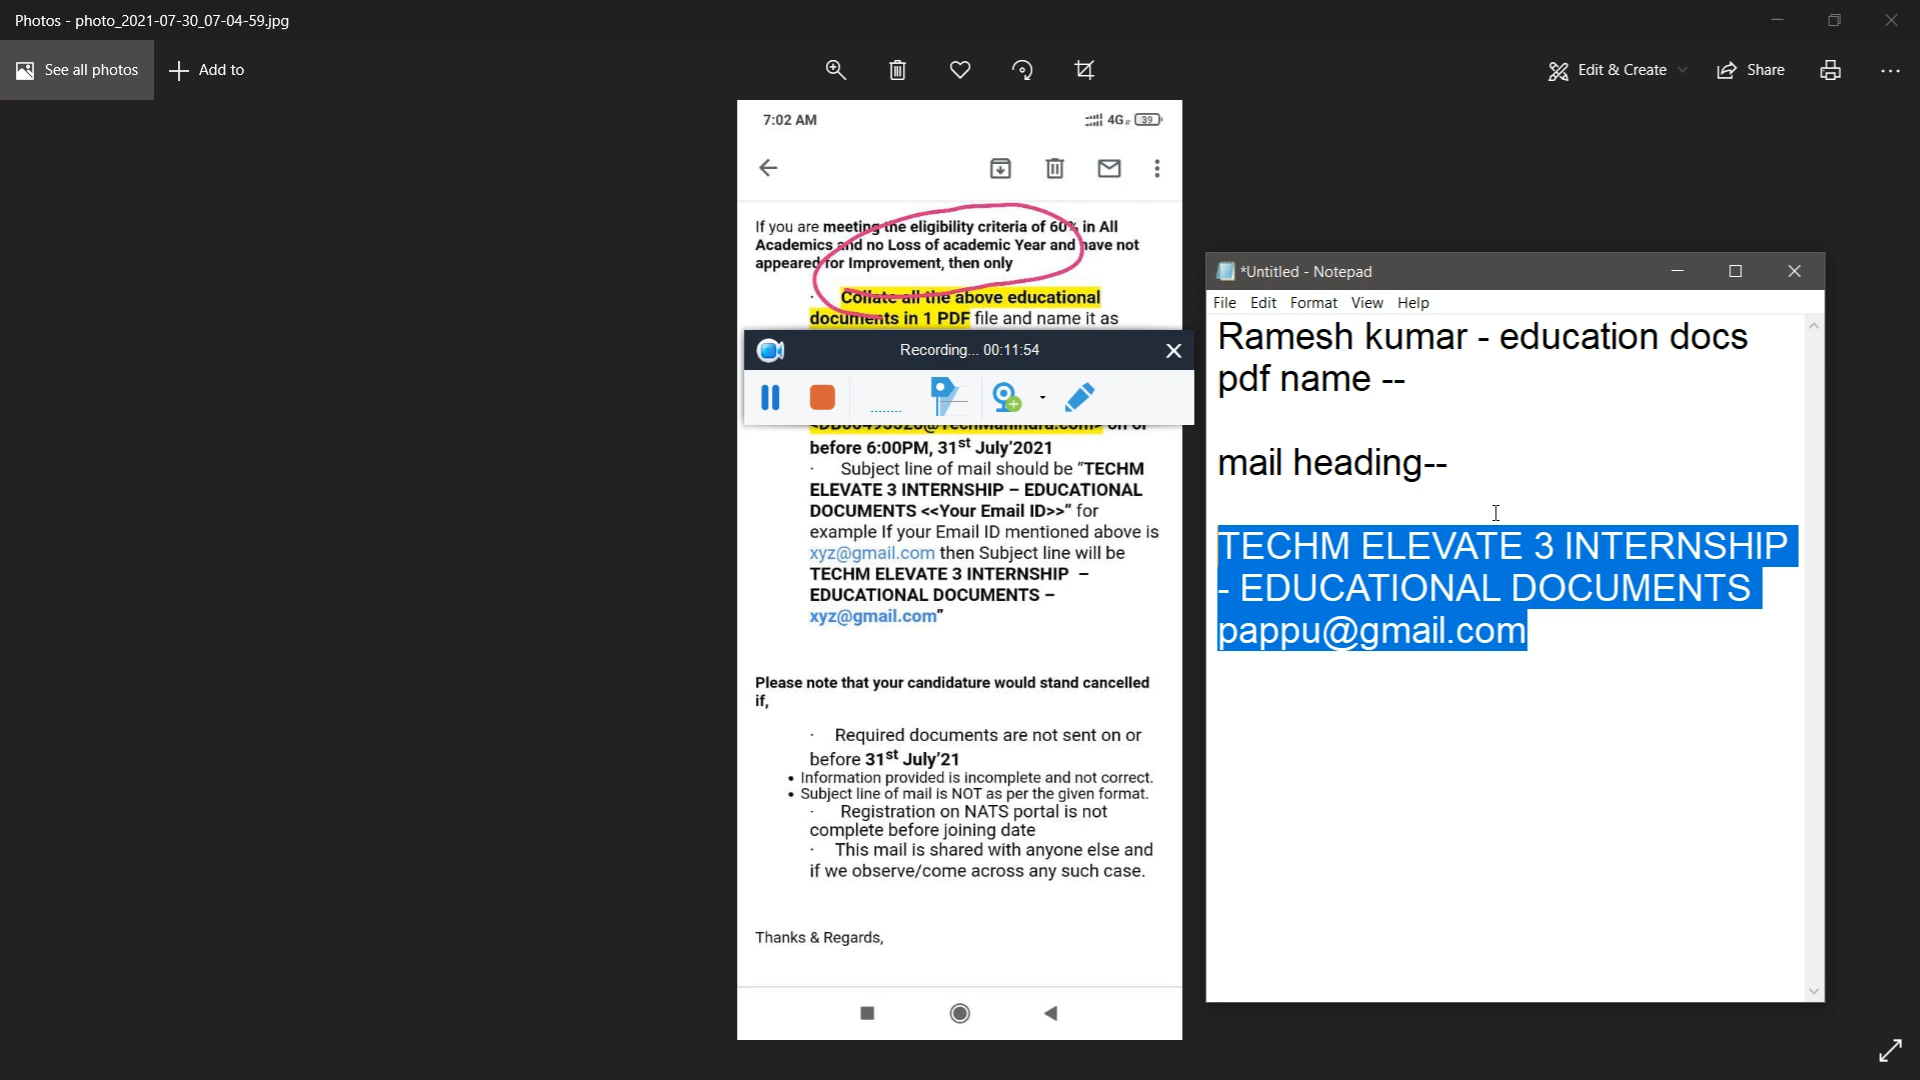 Photos - photo_2021-07-30_07-04-59.jpg
See all photos
Add to
Edit & Create
Share
7:02 AM
4G
39
If you are meeting the eligibility criteria of 60% in All
Academics and no Loss of academic Year and have not
appeared for Improvement, then only
· Collate all the above educational
documents in 1 PDF file and name it as
Recording... 00:11:54
before 6:00PM, 31st July'2021
· Subject line of mail should be “TECHM
ELEVATE 3 INTERNSHIP – EDUCATIONAL
DOCUMENTS <<Your Email ID>>” for
example If your Email ID mentioned above is
xyz@gmail.com then Subject line will be
TECHM ELEVATE 3 INTERNSHIP –
EDUCATIONAL DOCUMENTS –
xyz@gmail.com”
Please note that your candidature would stand cancelled
if,
· Required documents are not sent on or
before 31st July'21
• Information provided is incomplete and not correct.
• Subject line of mail is NOT as per the given format.
· Registration on NATS portal is not
complete before joining date
· This mail is shared with anyone else and
if we observe/come across any such case.
Thanks & Regards,
*Untitled - Notepad
File Edit Format View Help
Ramesh kumar - education docs
pdf name --
mail heading--
TECHM ELEVATE 3 INTERNSHIP
- EDUCATIONAL DOCUMENTS
pappu@gmail.com